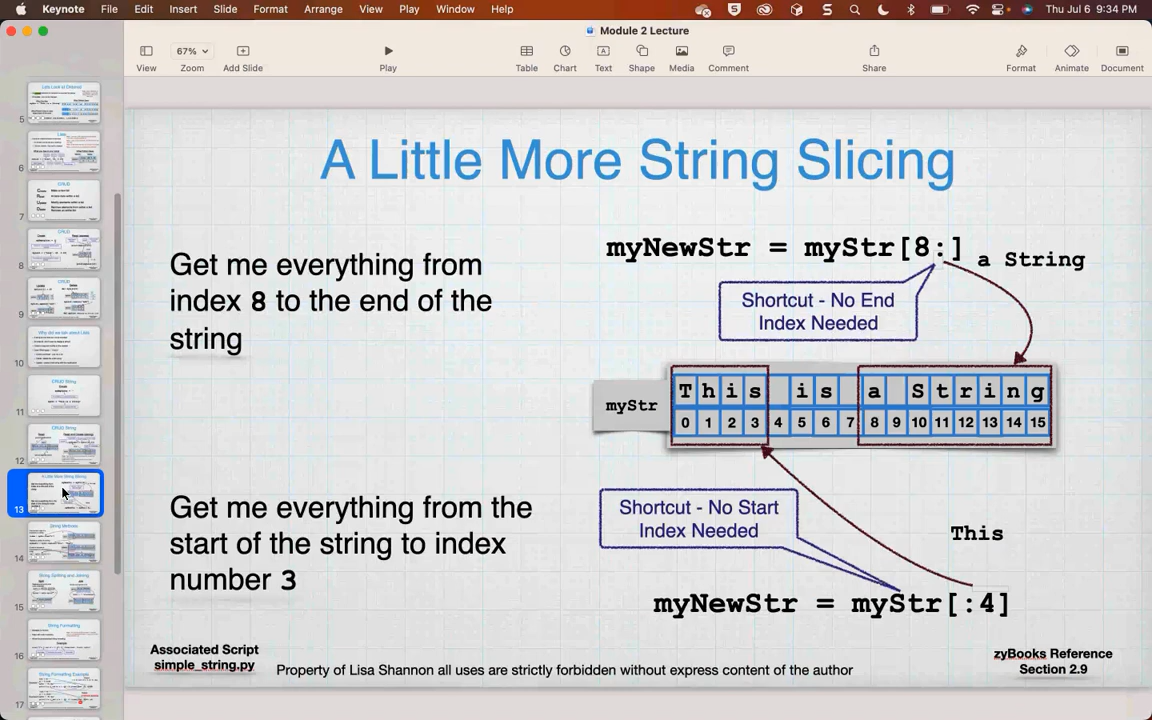 Keynote File Edit Insert Slide Format Arrange View Play Window Help Thu Jul 6 9:34 PM
Module 2 Lecture
67%
View Zoom Add Slide Play Table Chart Text Shape Media Comment Share Format Animate Document
A Little More String Slicing
myNewStr = myStr[8:]
a String
Get me everything from
index 8 to the end of the
string
Shortcut - No End
Index Needed
myStr
T h i s i s a S t r i n g
0 1 2 3 4 5 6 7 8 9 10 11 12 13 14 15
Get me everything from the
start of the string to index
number 3
Shortcut - No Start
Index Needed
This
myNewStr = myStr[:4]
Associated Script
simple_string.py
Property of Lisa Shannon all uses are strictly forbidden without express content of the author
zyBooks Reference
Section 2.9
5
6
7
8
9
10
11
12
13
14
15
16
17